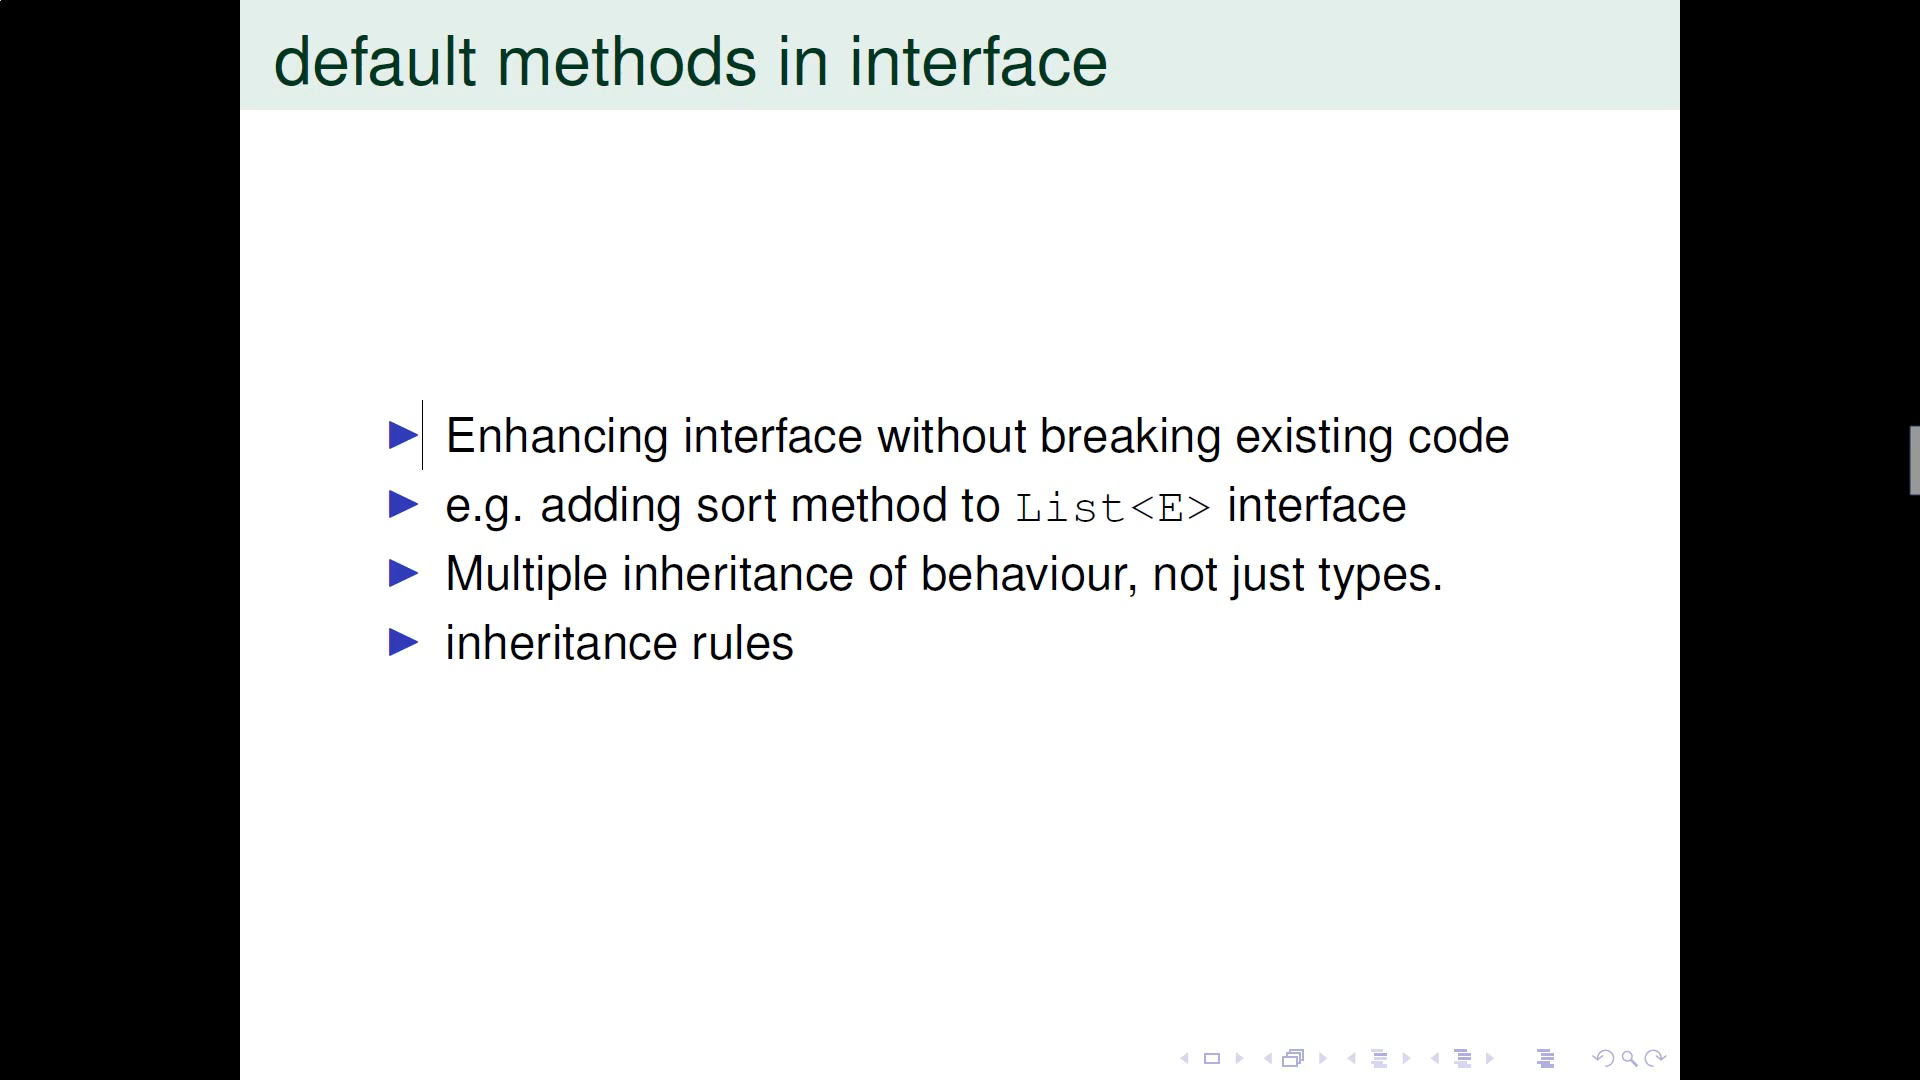 default methods in interface
Enhancing interface without breaking existing code
e.g. adding sort method to List<E> interface
Multiple inheritance of behaviour, not just types.
inheritance rules